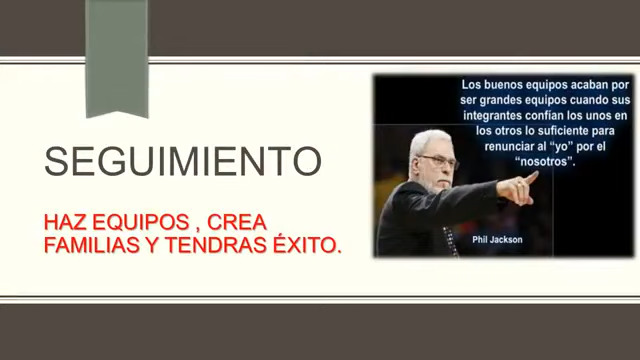 SEGUIMIENTO
HAZ EQUIPOS , CREA
FAMILIAS Y TENDRAS ÉXITO.
Los buenos equipos acaban por
ser grandes equipos cuando sus
integrantes confían los unos en
los otros lo suficiente para
renunciar al “yo” por el
“nosotros”.
Phil Jackson